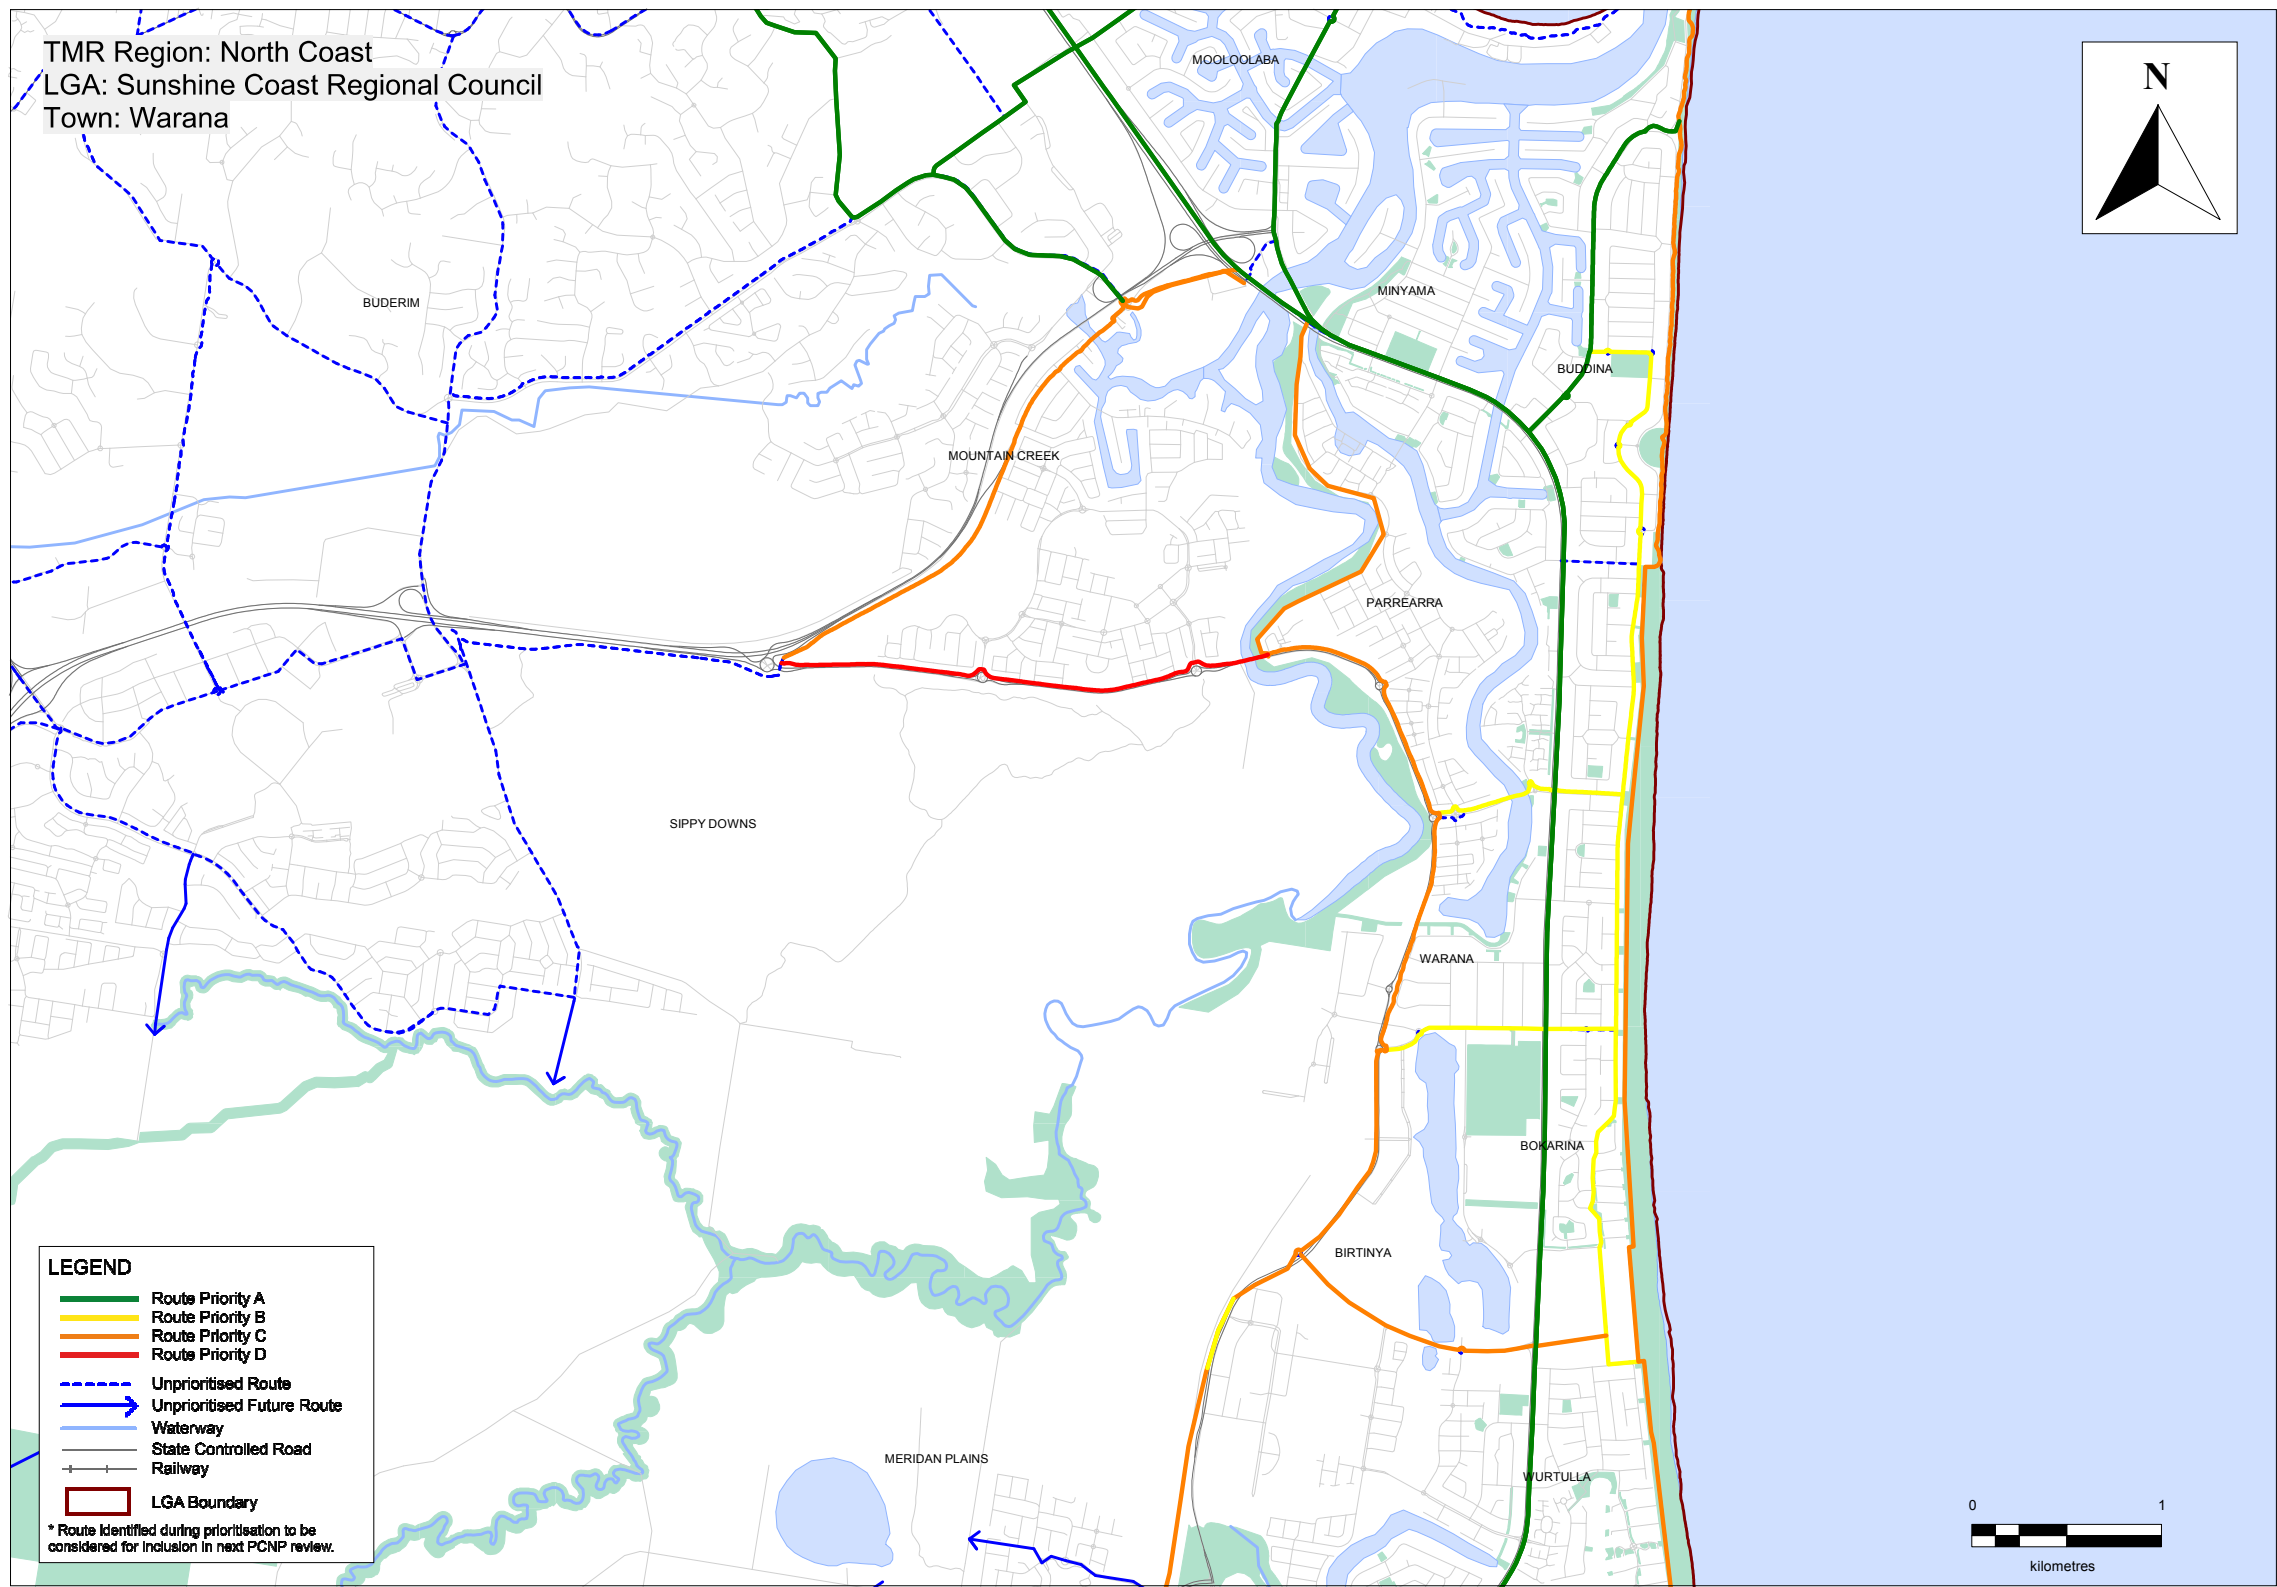 TMR Region: North Coast
LGA: Sunshine Coast Regional Council
Town: Warana
N
MOOLOOLABA
MINYAMA
BUDERIM
BUDDINA
MOUNTAIN CREEK
PARREARRA
SIPPY DOWNS
WARANA
BOKARINA
BIRTINYA
MERIDAN PLAINS
WURTULLA
LEGEND
Route Priority A
Route Priority B
Route Priority C
Route Priority D
Unprioritised Route
Unprioritised Future Route
Waterway
State Controlled Road
Railway
LGA Boundary
* Route identified during prioritisation to be
considered for inclusion in next PCNP review.
0 1
kilometres